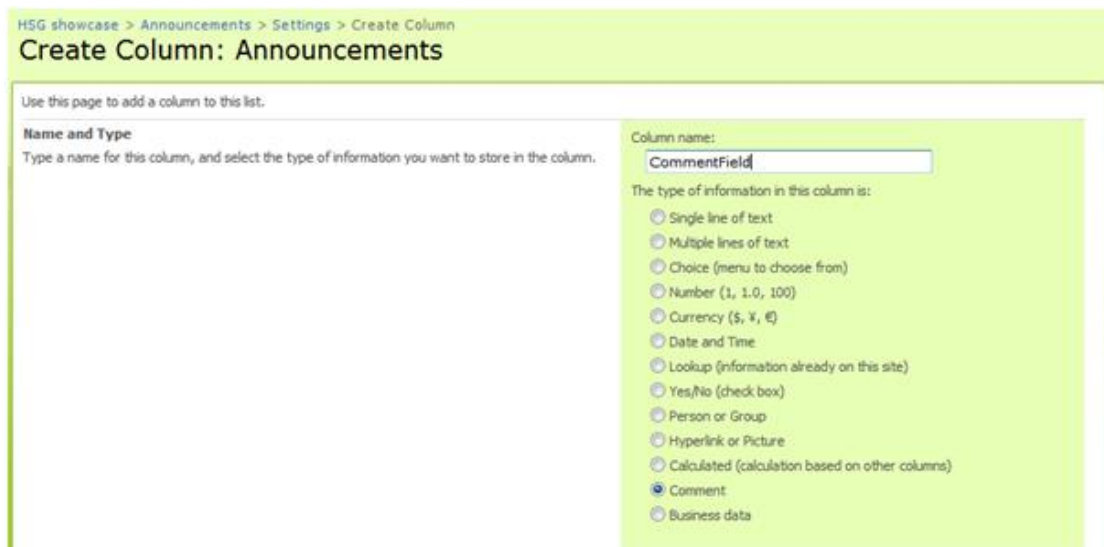 HSG showcase > Announcements > Settings > Create Column
Create Column: Announcements
Use this page to add a column to this list.
Name and Type
Type a name for this column, and select the type of information you want to store in the column.
Column name:
CommentField
The type of information in this column is:
Single line of text
Multiple lines of text
Choice (menu to choose from)
Number (1, 1.0, 100)
Currency ($, ¥, €)
Date and Time
Lookup (information already on this site)
Yes/No (check box)
Person or Group
Hyperlink or Picture
Calculated (calculation based on other columns)
Comment
Business data